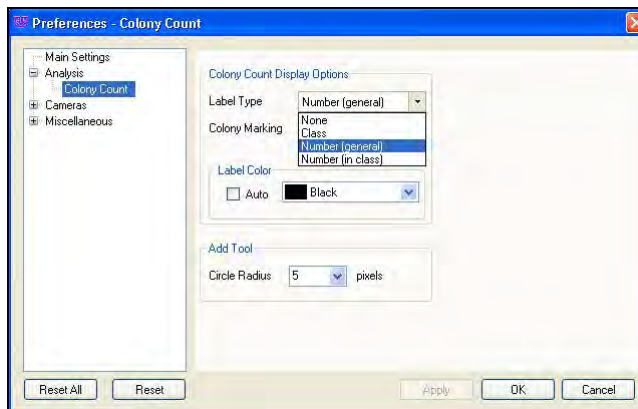 Preferences - Colony Count
Main Settings
Analysis
Colony Count
Cameras
Miscellaneous
Colony Count Display Options
Label Type
Number (general)
Colony Marking
None
Class
Number (general)
Number (in class)
Label Color
Auto
Black
Add Tool
Circle Radius
5
pixels
Reset All
Reset
Apply
OK
Cancel